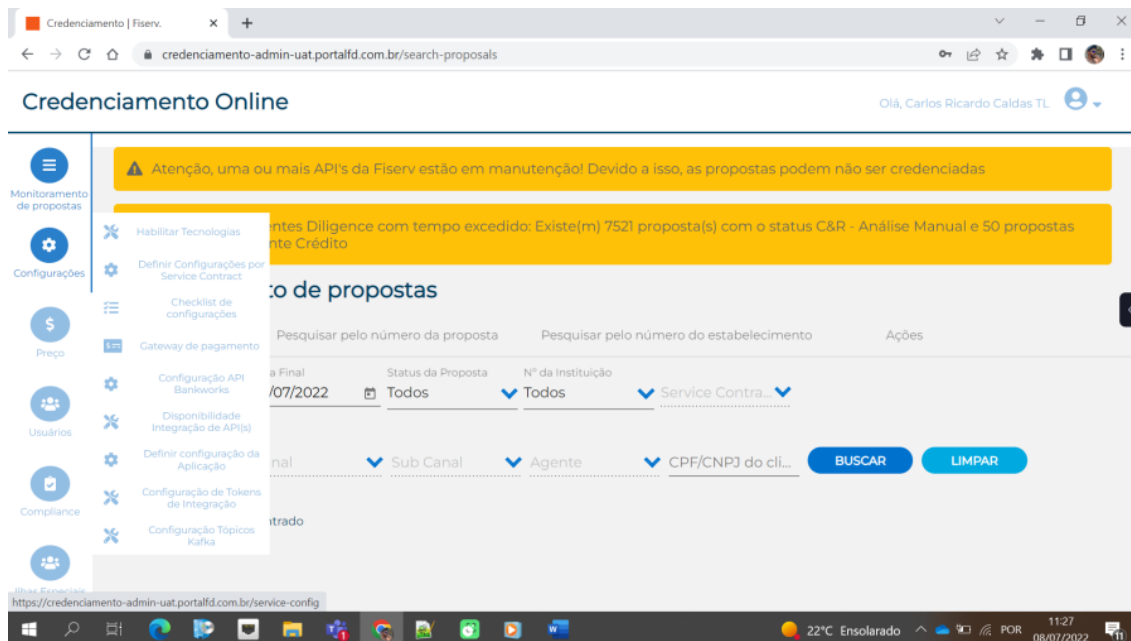 Credenciamento | Fiserv.
credenciamento-admin-uat.portalfd.com.br/search-proposals
Credenciamento Online
Olá, Carlos Ricardo Caldas TL
Monitoramento
de propostas
Configurações
Preço
Usuários
Compliance
Ilhas Especiais
Atenção, uma ou mais API's da Fiserv estão em manutenção! Devido a isso, as propostas podem não ser credenciadas
entes Diligence com tempo excedido: Existe(m) 7521 proposta(s) com o status C&R - Análise Manual e 50 propostas
nte Crédito
Habilitar Tecnologias
Definir Configurações por
Service Contract
Checklist de
configurações
Gateway de pagamento
Configuração API
Bankworks
Disponibilidade
Integração de API(s)
Definir configuração da
Aplicação
Configuração de Tokens
de Integração
Configuração Tópicos
Kafka
to de propostas
Pesquisar pelo número da proposta
Pesquisar pelo número do estabelecimento
Ações
a Final
Status da Proposta
Nº da Instituição
/07/2022
Todos
Todos
Service Contra...
nal
Sub Canal
Agente
CPF/CNPJ do cli...
BUSCAR
LIMPAR
ntrado
https://credenciamento-admin-uat.portalfd.com.br/service-config
22°C Ensolarado
POR
11:27
08/07/2022